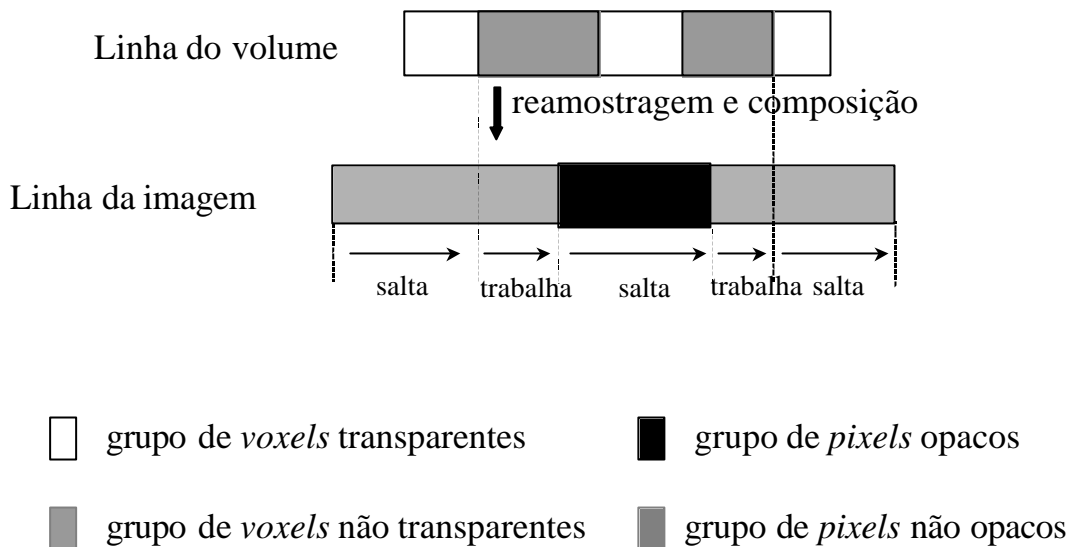 Linha do volume
reamostragem e composição
Linha da imagem
salta trabalha salta trabalha salta
grupo de voxels transparentes
grupo de pixels opacos
grupo de voxels não transparentes
grupo de pixels não opacos